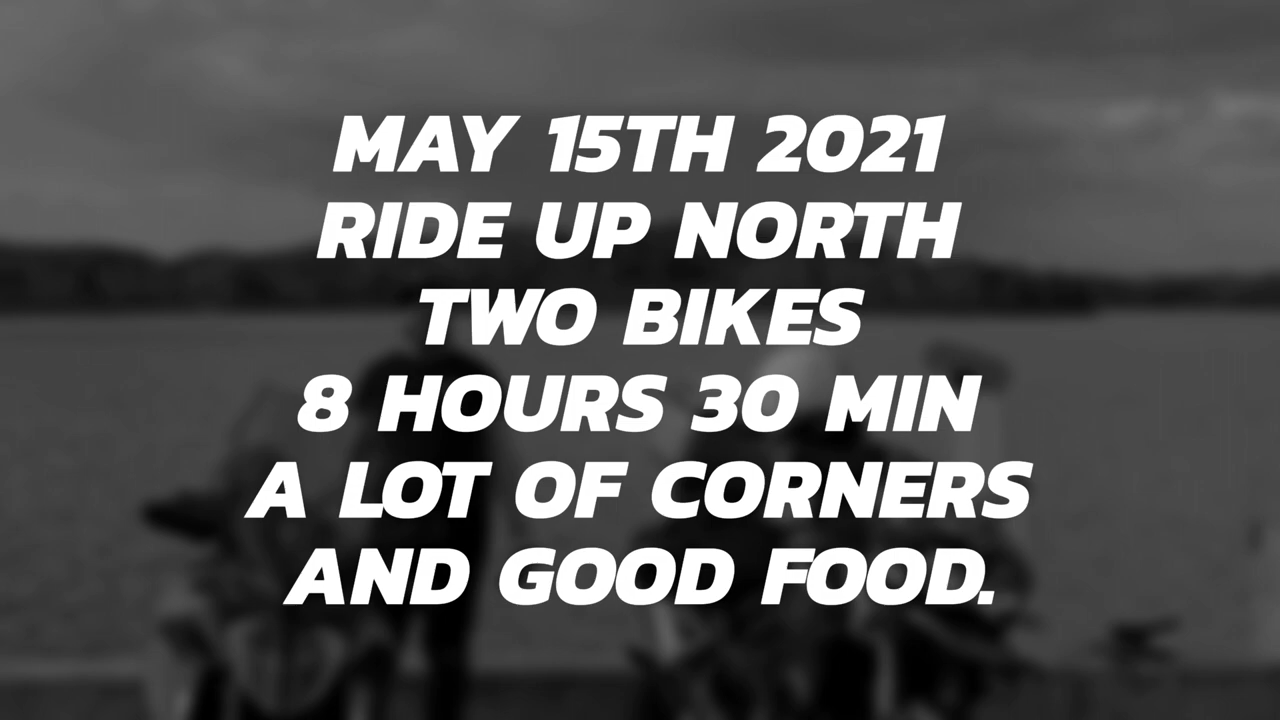 MAY 15TH 2021
RIDE UP NORTH
TWO BIKES
8 HOURS 30 MIN
A LOT OF CORNERS
AND GOOD FOOD.